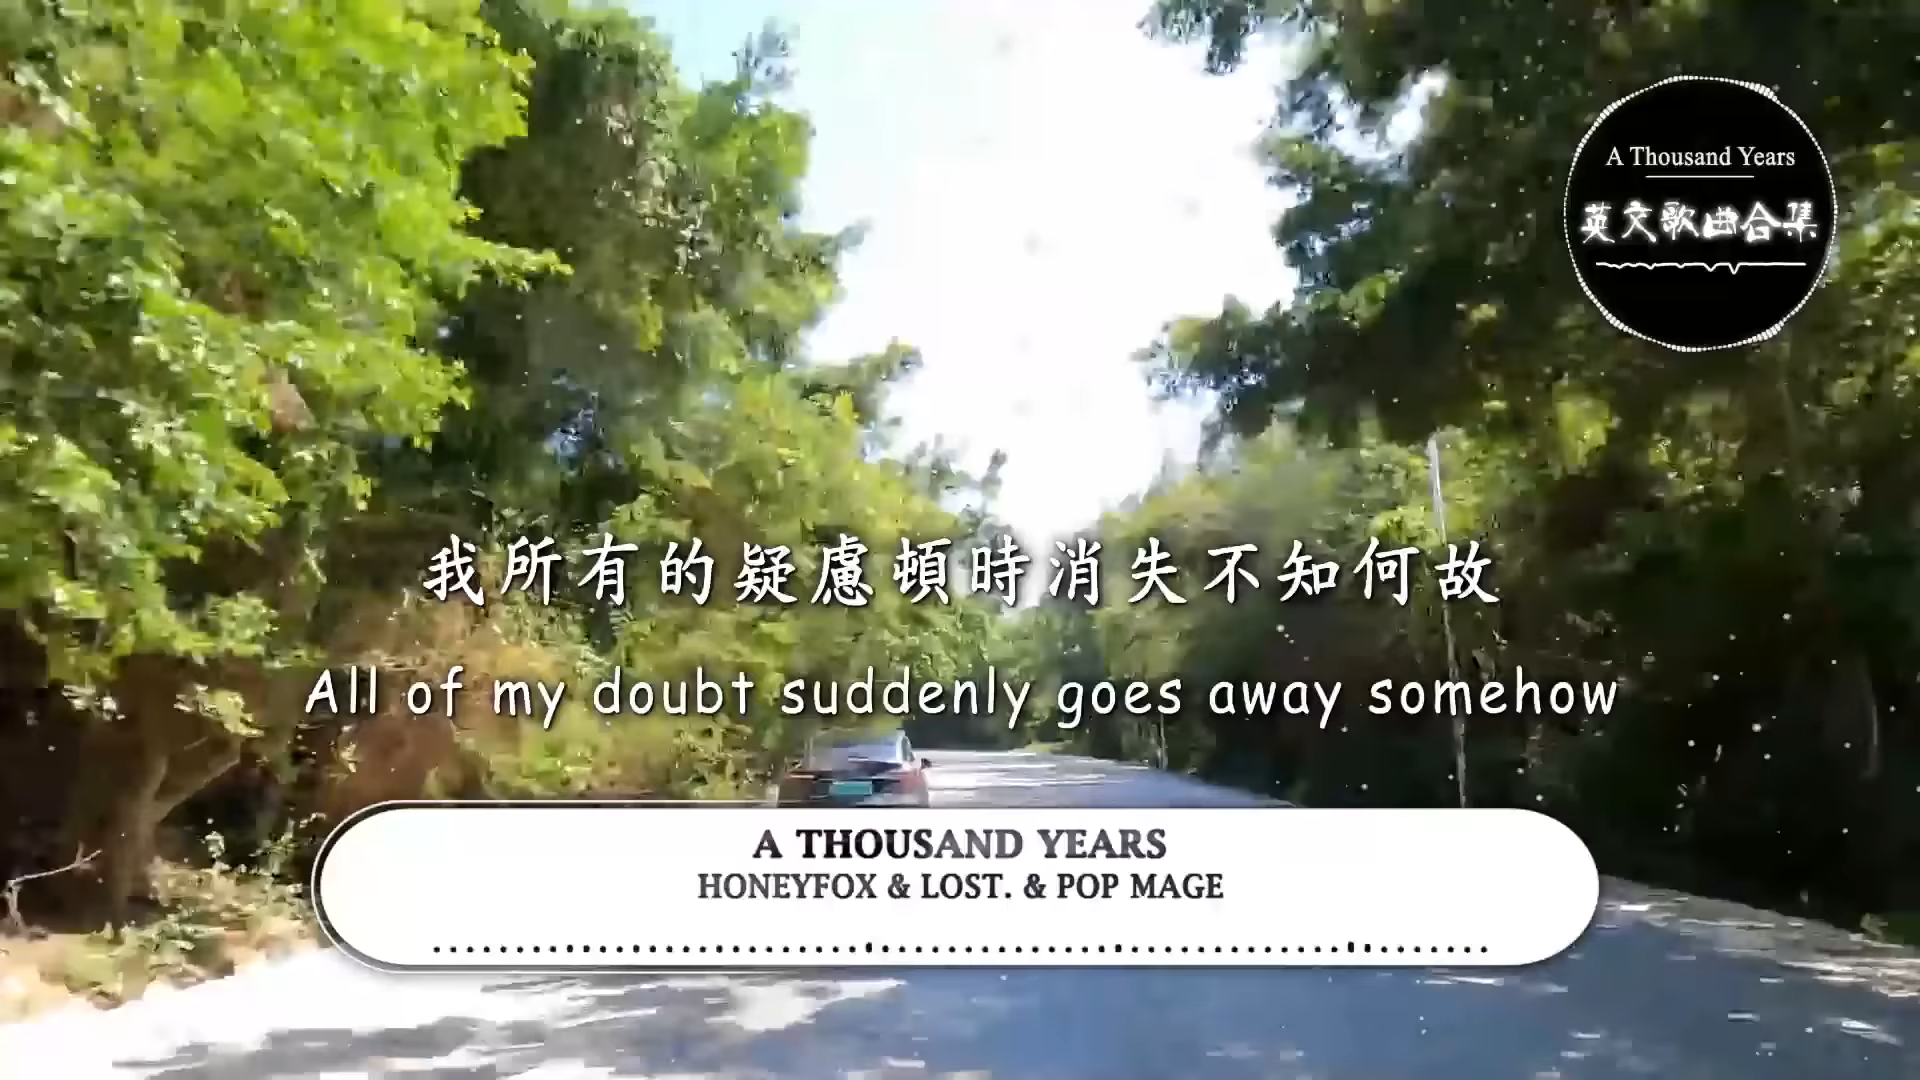 A Thousand Years
英文歌曲合集
我所有的疑慮頓時消失不知何故
All of my doubt suddenly goes away somehow
A THOUSAND YEARS
HONEYFOX & LOST. & POP MAGE